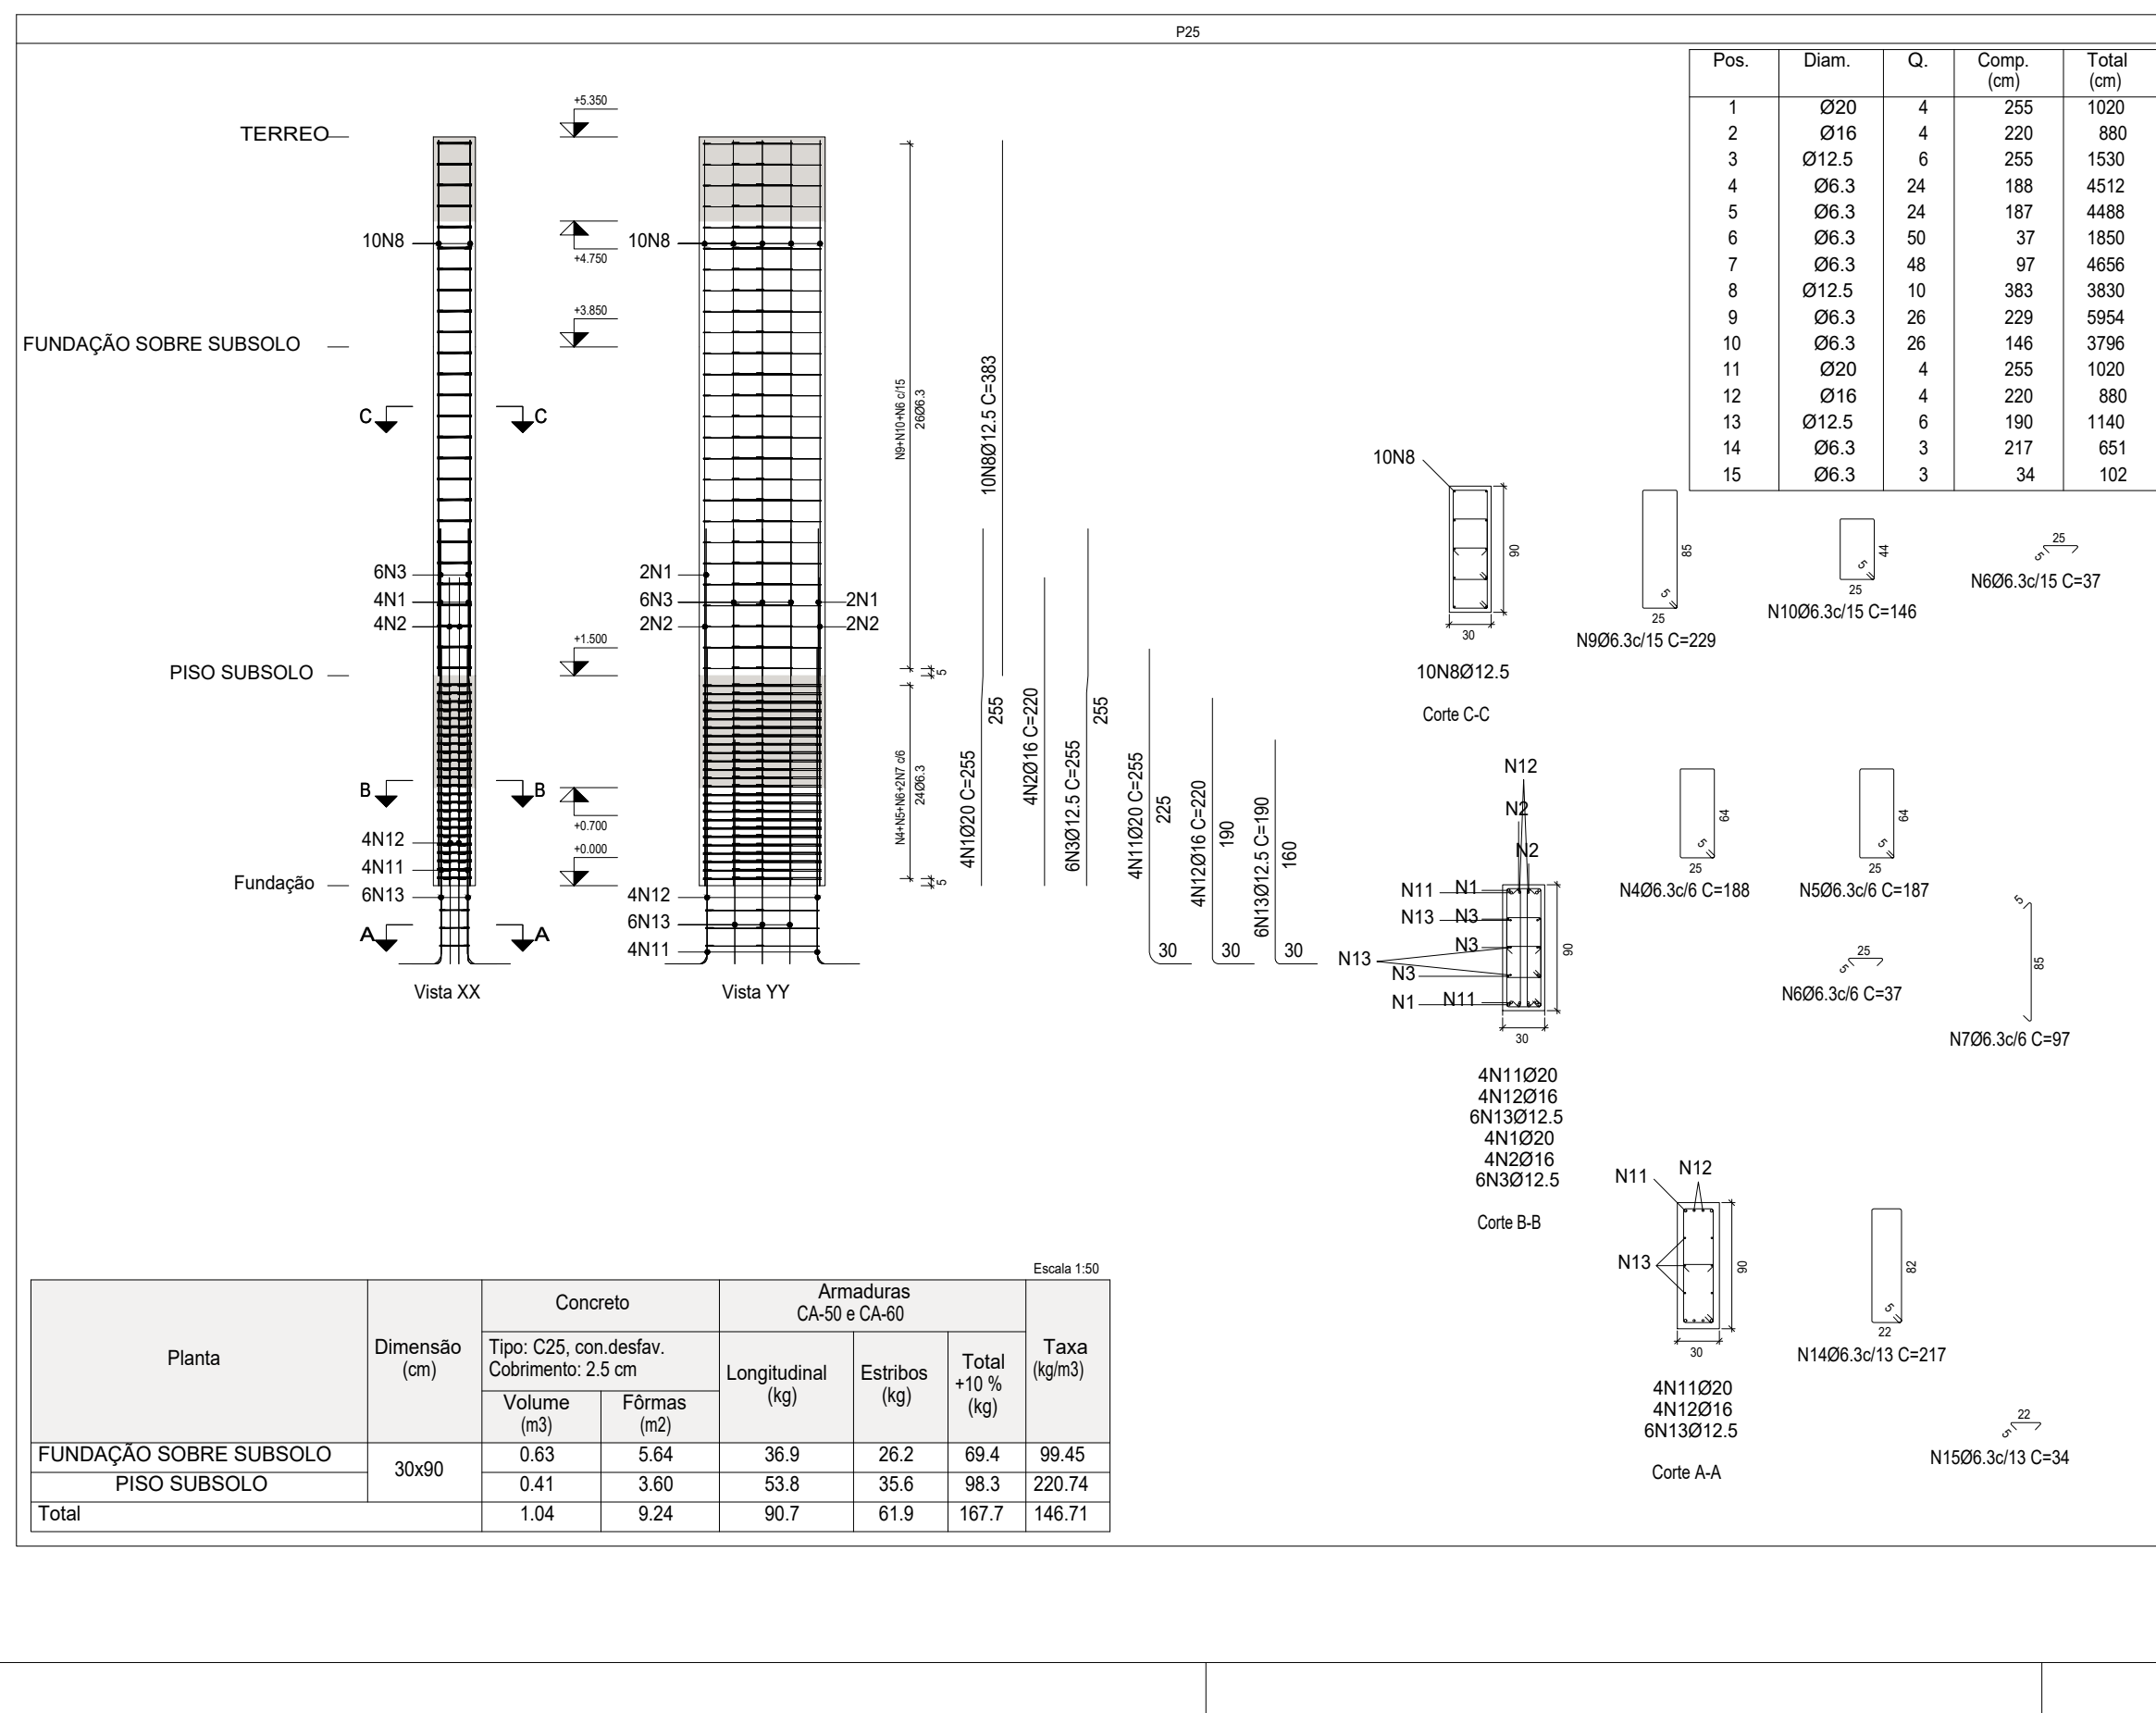 P25
Pos. Diam. Q. Comp. (cm) Total (cm)
1 Ø20 4 255 1020
2 Ø16 4 220 880
3 Ø12.5 6 255 1530
4 Ø6.3 24 188 4512
5 Ø6.3 24 187 4488
6 Ø6.3 50 37 1850
7 Ø6.3 48 97 4656
8 Ø12.5 10 383 3830
9 Ø6.3 26 229 5954
10 Ø6.3 26 146 3796
11 Ø20 4 255 1020
12 Ø16 4 220 880
13 Ø12.5 6 190 1140
14 Ø6.3 3 217 651
15 Ø6.3 3 34 102
TERREO
FUNDAÇÃO SOBRE SUBSOLO
PISO SUBSOLO
Fundação
10N8
C C
6N3
4N1
4N2
B B
4N12
4N11
6N13
A A
Vista XX
+5.350
+4.750
+3.850
+1.500
+0.700
+0.000
10N8
2N1
6N3
2N2
2N1
2N2
4N12
6N13
4N11
Vista YY
N9+N10+N6 c/15
26Ø6.3
5
N4+N5+N6+2N7 c/6
24Ø6.3
5
10N8Ø12.5 C=383
4N1Ø20 C=255
255
4N2Ø16 C=220
6N3Ø12.5 C=255
255
4N11Ø20 C=255
225
30
4N12Ø16 C=220
190
30
6N13Ø12.5 C=190
160
30
10N8
90
30
10N8Ø12.5
Corte C-C
85
5
25
N9Ø6.3c/15 C=229
44
5
25
N10Ø6.3c/15 C=146
25
5
N6Ø6.3c/15 C=37
N12
N2
N2
N11 N1
N13 N3
N3
N13
N3
N1 N11
90
30
4N11Ø20
4N12Ø16
6N13Ø12.5
4N1Ø20
4N2Ø16
6N3Ø12.5
Corte B-B
64
5
25
N4Ø6.3c/6 C=188
64
5
25
N5Ø6.3c/6 C=187
25
5
N6Ø6.3c/6 C=37
5
85
N7Ø6.3c/6 C=97
N11 N12
N13
90
30
4N11Ø20
4N12Ø16
6N13Ø12.5
Corte A-A
82
5
22
N14Ø6.3c/13 C=217
22
5
N15Ø6.3c/13 C=34
Escala 1:50
Planta
Dimensão
(cm)
Concreto
Tipo: C25, con.desfav.
Cobrimento: 2.5 cm
Volume
(m3)
Fôrmas
(m2)
Armaduras
CA-50 e CA-60
Longitudinal
(kg)
Estribos
(kg)
Total
+10 %
(kg)
Taxa
(kg/m3)
FUNDAÇÃO SOBRE SUBSOLO 30x90 0.63 5.64 36.9 26.2 69.4 99.45
PISO SUBSOLO 0.41 3.60 53.8 35.6 98.3 220.74
Total 1.04 9.24 90.7 61.9 167.7 146.71